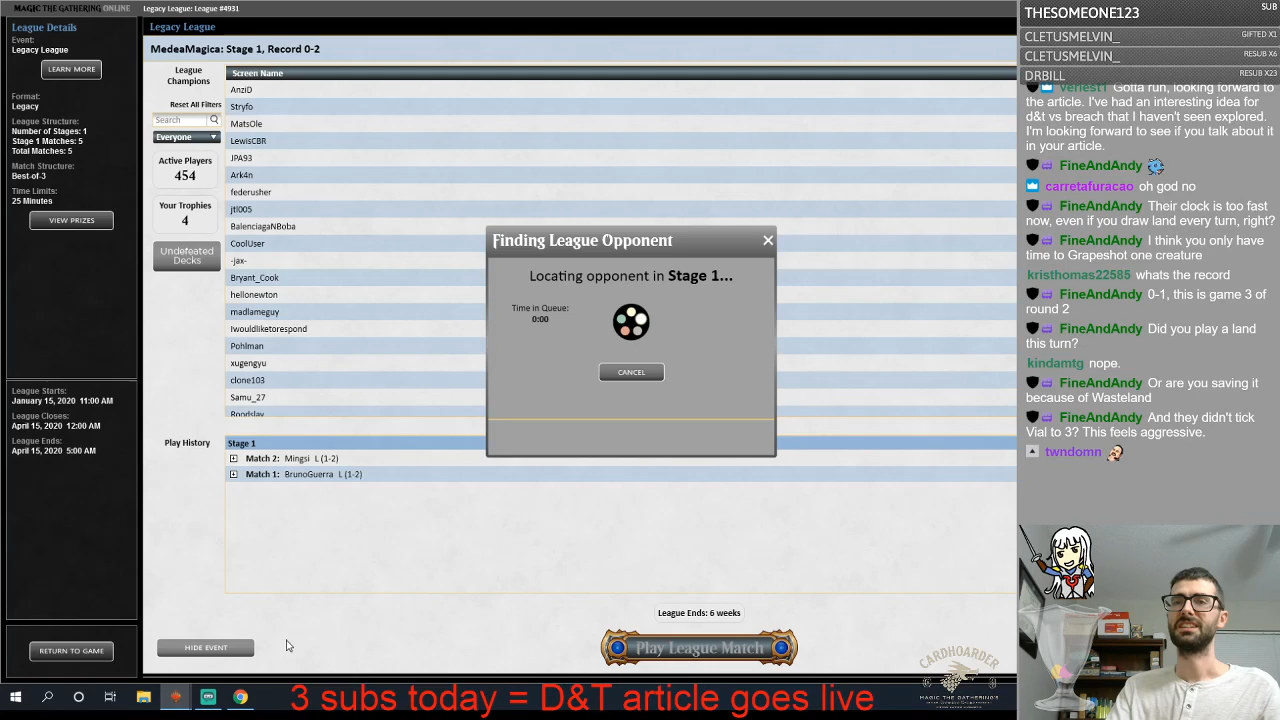 MAGIC THE GATHERING ONLINE
Legacy League: League #4931
THESOMEONE123
SUB
League Details
Event:
Legacy League
LEARN MORE
Format:
Legacy
League Structure:
Number of Stages: 1
Stage 1 Matches: 5
Total Matches: 5
Match Structure:
Best-of-3
Time Limits:
25 Minutes
VIEW PRIZES
League Starts:
January 15, 2020 11:00 AM
League Closes:
April 15, 2020 12:00 AM
League Ends:
April 15, 2020 5:00 AM
RETURN TO GAME
Legacy League
MedeaMagica: Stage 1, Record 0-2
League Champions
Reset All Filters
Search
Everyone
Active Players
454
Your Trophies
4
Undefeated Decks
Screen Name
AnziD
Stryfo
MatsOle
LewisCBR
JPA93
Ark4n
federusher
jtl005
BalenciagaNBoba
CoolUser
-jax-
Bryant_Cook
hellonewton
madlameguy
Iwouldliketorespond
Pohlman
xugengyu
clone103
Samu_27
Roodslay
Play History
Stage 1
Match 2: Mingsi L (1-2)
Match 1: BrunoGuerra L (1-2)
Finding League Opponent
Locating opponent in Stage 1...
Time in Queue:
0:00
CANCEL
League Ends: 6 weeks
HIDE EVENT
Play League Match
CLETUSMELVIN_ GIFTED X1
CLETUSMELVIN_ RESUB X6
DRBILL RESUB X23
Gotta run, looking forward to
the article. I've had an interesting idea for
d&t vs breach that I haven't seen explored.
I'm looking forward to see if you talk about it
in your article.
FineAndAndy
carretafuracao oh god no
FineAndAndy Their clock is too fast
now, even if you draw land every turn, right?
FineAndAndy I think you only have
time to Grapeshot one creature
kristhomas22585 whats the record
FineAndAndy 0-1, this is game 3 of
round 2
FineAndAndy Did you play a land
this turn?
kindamtg nope.
FineAndAndy Or are you saving it
because of Wasteland
FineAndAndy And they didn't tick
Vial to 3? This feels aggressive.
twndomn
CARDHOARDER
3 subs today = D&T article goes live